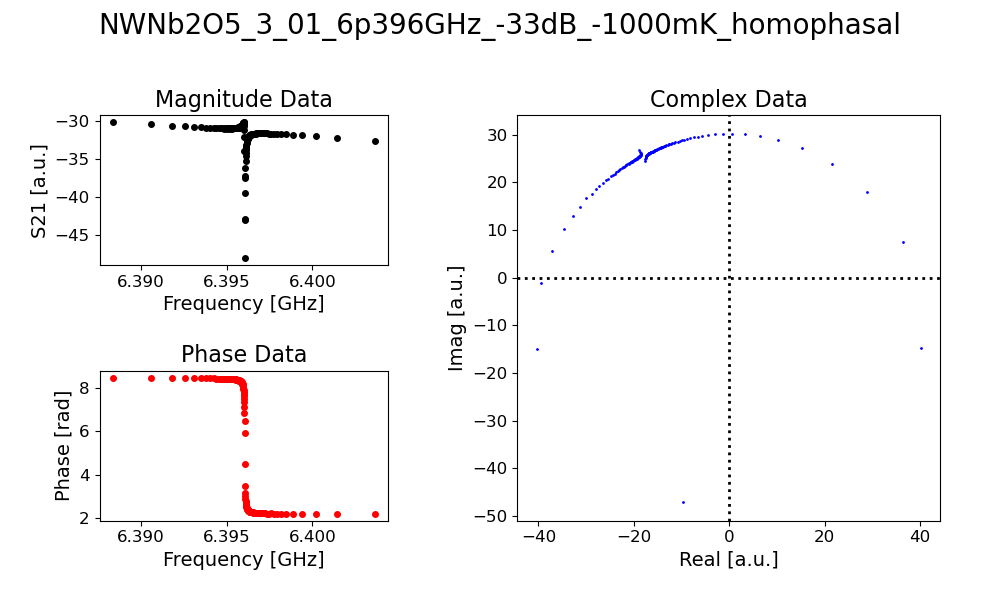 NWNb2O5_3_01_6p396GHz_-33dB_-1000mK_homophasal
Magnitude Data
−30
−35
−40
−45
S21 [a.u.]
6.390 6.395 6.400
Frequency [GHz]
Phase Data
8
6
4
2
Phase [rad]
6.390 6.395 6.400
Frequency [GHz]
Complex Data
30
20
10
0
−10
−20
−30
−40
−50
Imag [a.u.]
−40 −20 0 20 40
Real [a.u.]